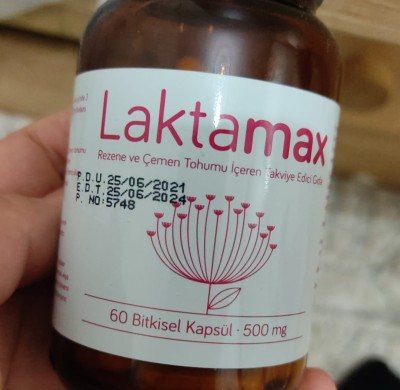 Laktamax
Rezene ve Çemen Tohumu İçeren Takviye Edici Gıda
P.D.U.25/06/2021
E.D.T.25/06/2024
P. NO:5748
60 Bitkisel Kapsül · 500 mg